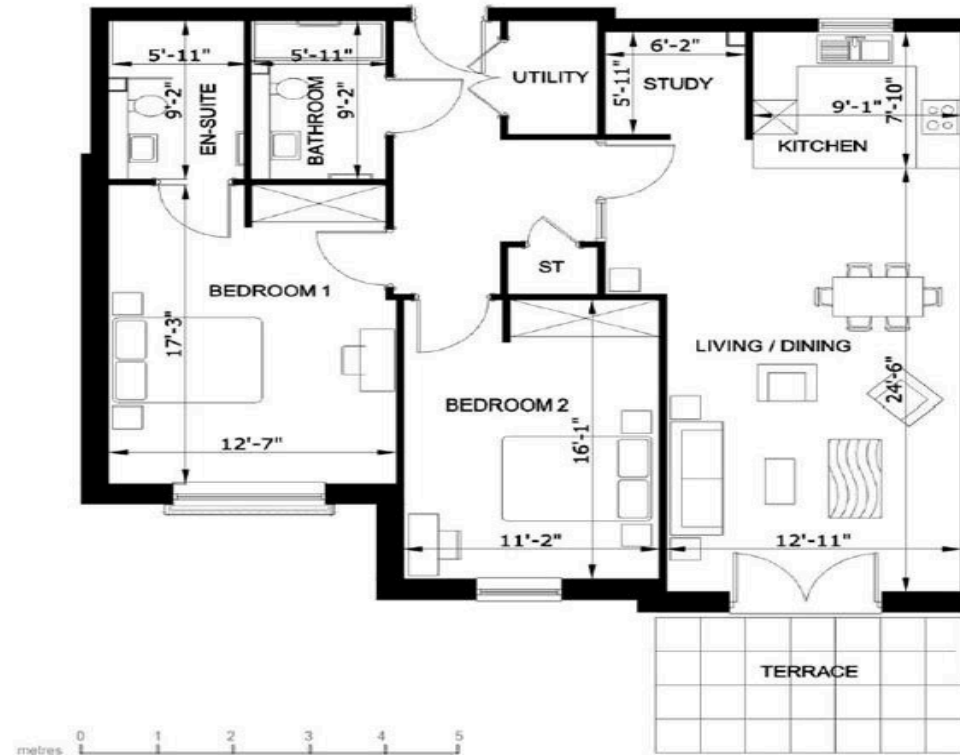 5'-11"
9'-2"
EN-SUITE
5'-11"
9'-2"
BATHROOM
UTILITY
6'-2"
5'-11"
STUDY
9'-1"
7'-10"
KITCHEN
ST
BEDROOM 1
17'-3"
12'-7"
BEDROOM 2
16'-1"
11'-2"
LIVING / DINING
24'-6"
12'-11"
TERRACE
metres 0 1 2 3 4 5